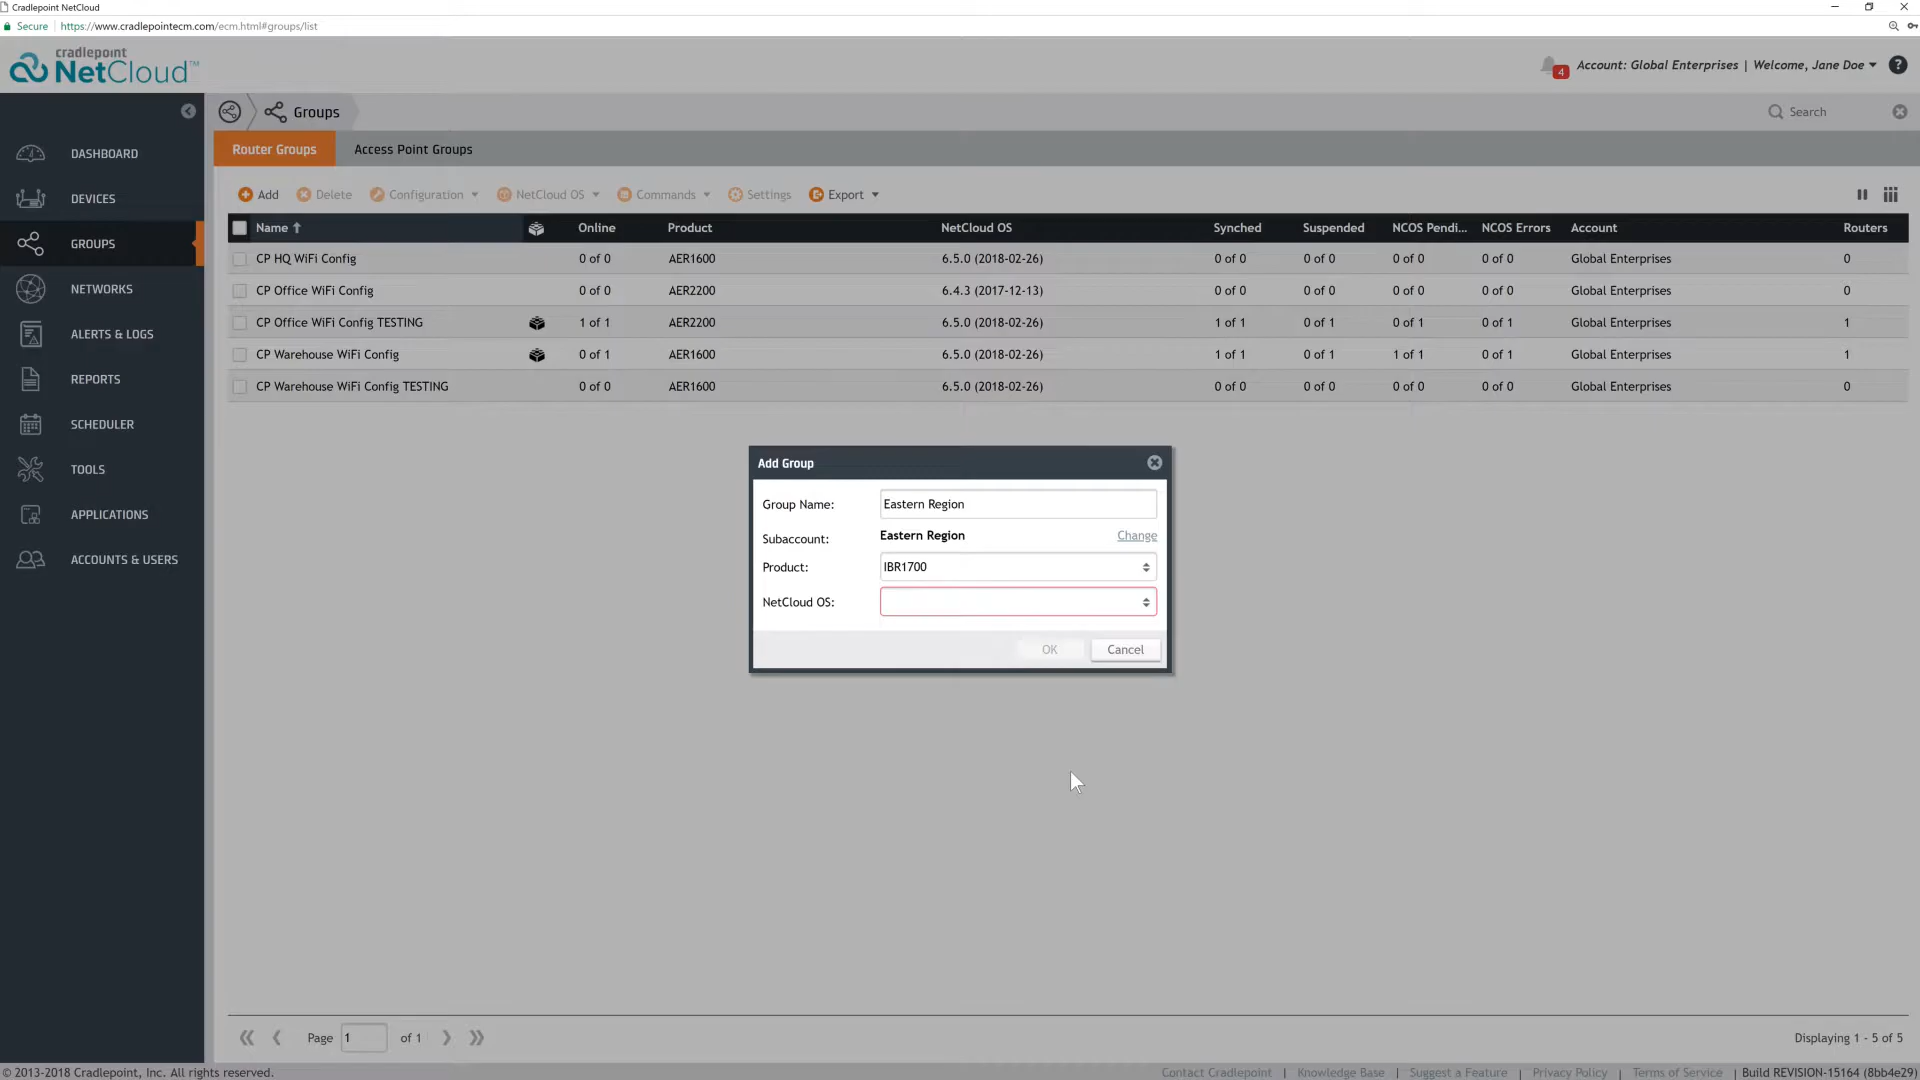 Cradlepoint NetCloud
Secure https://www.cradlepointecm.com/ecm.html#groups/list
cradlepoint
NetCloud™
4 Account: Global Enterprises | Welcome, Jane Doe ?
Groups Search
Router Groups Access Point Groups
Add Delete Configuration NetCloud OS Commands Settings Export
Name Online Product NetCloud OS Synched Suspended NCOS Pendi... NCOS Errors Account Routers
CP HQ WiFi Config 0 of 0 AER1600 6.5.0 (2018-02-26) 0 of 0 0 of 0 0 of 0 0 of 0 Global Enterprises 0
CP Office WiFi Config 0 of 0 AER2200 6.4.3 (2017-12-13) 0 of 0 0 of 0 0 of 0 0 of 0 Global Enterprises 0
CP Office WiFi Config TESTING 1 of 1 AER2200 6.5.0 (2018-02-26) 1 of 1 0 of 1 0 of 1 0 of 1 Global Enterprises 1
CP Warehouse WiFi Config 0 of 1 AER1600 6.5.0 (2018-02-26) 1 of 1 0 of 1 1 of 1 0 of 1 Global Enterprises 1
CP Warehouse WiFi Config TESTING 0 of 0 AER1600 6.5.0 (2018-02-26) 0 of 0 0 of 0 0 of 0 0 of 0 Global Enterprises 0
DASHBOARD
DEVICES
GROUPS
NETWORKS
ALERTS & LOGS
REPORTS
SCHEDULER
TOOLS
APPLICATIONS
ACCOUNTS & USERS
Add Group
Group Name: Eastern Region
Subaccount: Eastern Region Change
Product: IBR1700
NetCloud OS:
OK Cancel
Page 1 of 1 Displaying 1 - 5 of 5
© 2013-2018 Cradlepoint, Inc. All rights reserved. Contact Cradlepoint | Knowledge Base | Suggest a Feature | Privacy Policy | Terms of Service | Build REVISION-15164 (8bb4e29)